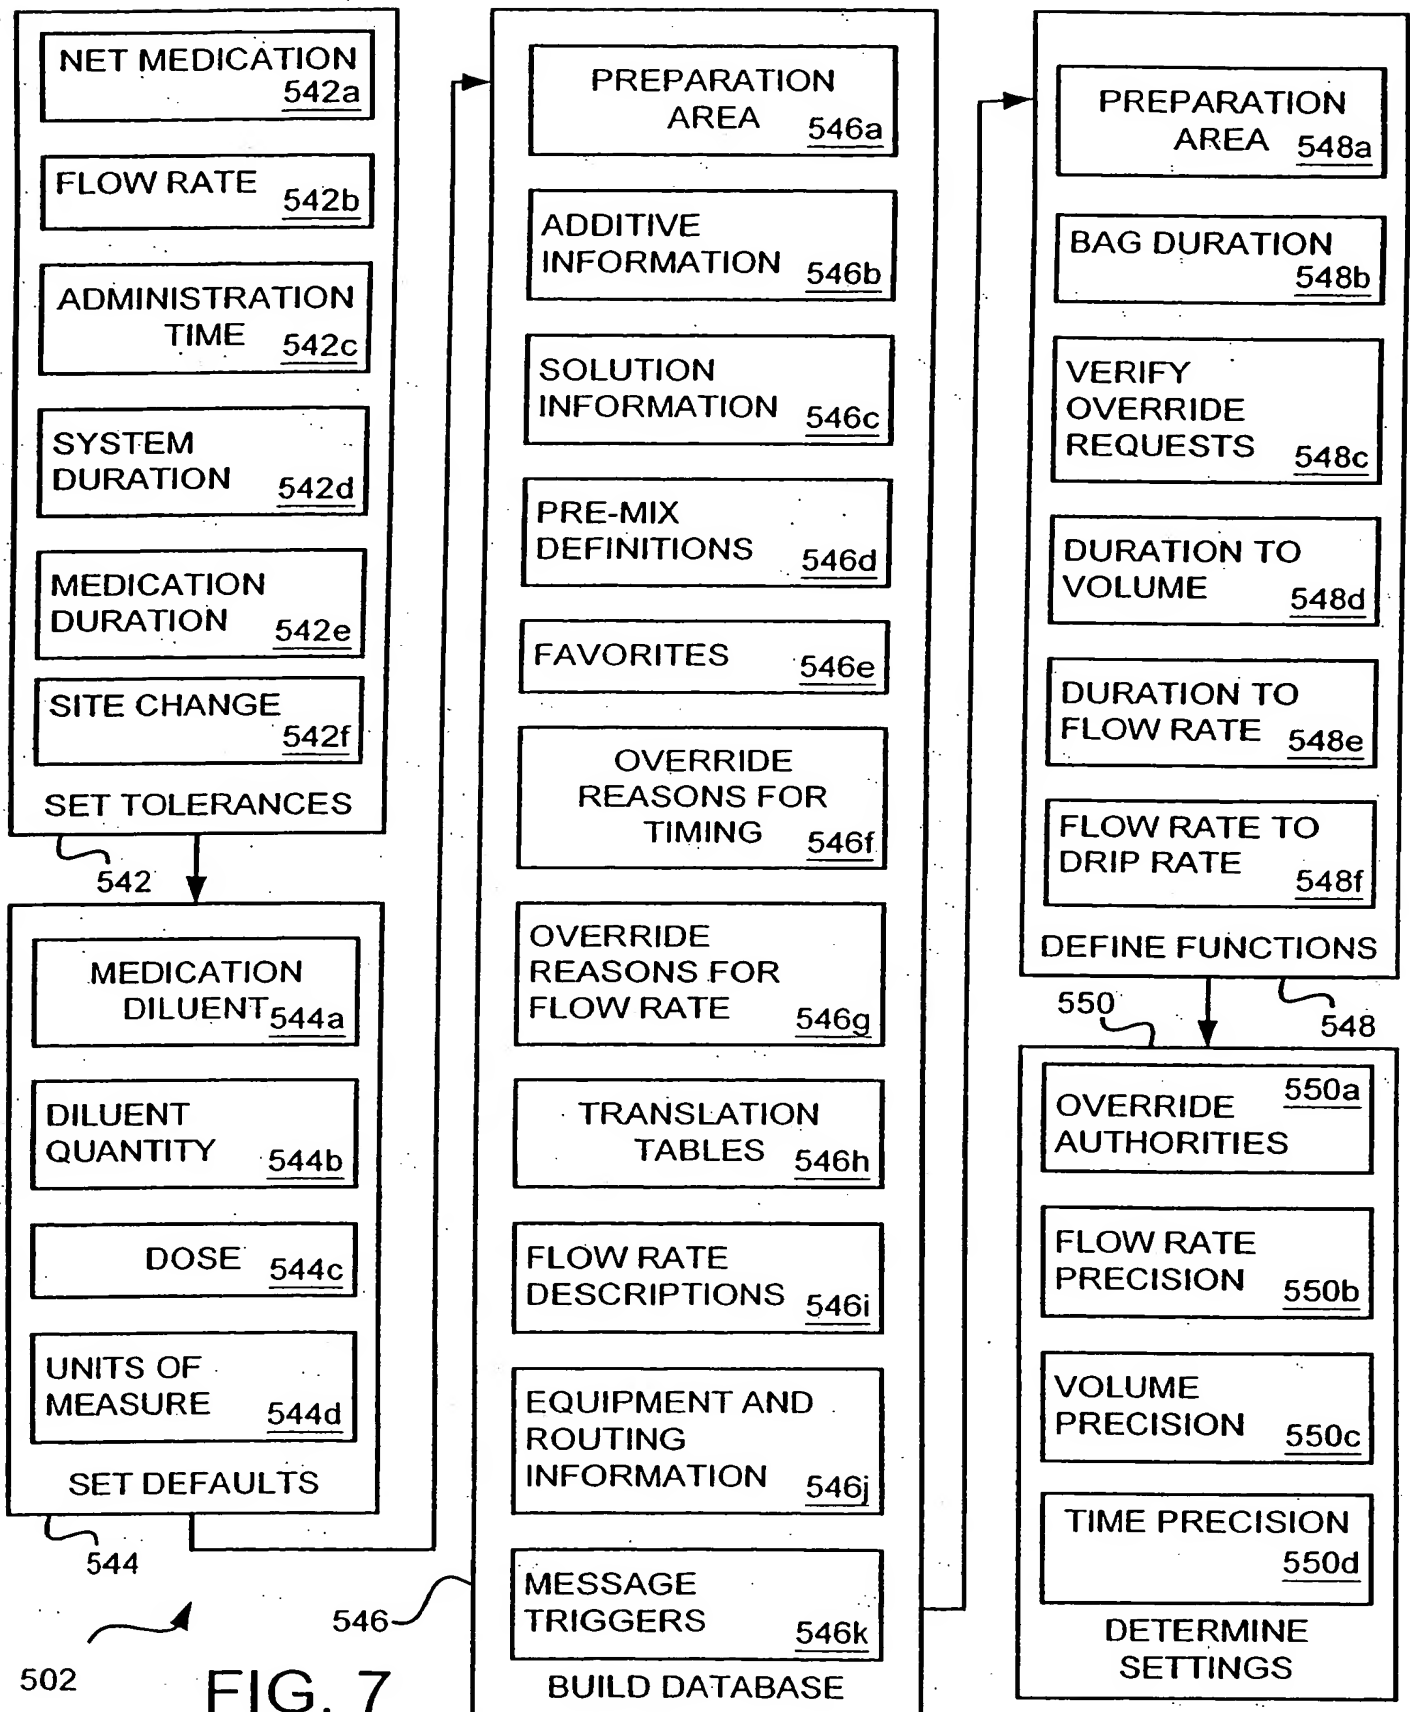 NET MEDICATION
542a
FLOW RATE
542b
ADMINISTRATION
TIME 542c
SYSTEM
DURATION 542d
MEDICATION
DURATION 542e
SITE CHANGE
542f
SET TOLERANCES
542
MEDICATION
DILUENT 544a
DILUENT
QUANTITY 544b
DOSE 544c
UNITS OF
MEASURE 544d
SET DEFAULTS
544
502
FIG. 7
PREPARATION
AREA 546a
ADDITIVE
INFORMATION 546b
SOLUTION
INFORMATION 546c
PRE-MIX
DEFINITIONS 546d
FAVORITES 546e
OVERRIDE
REASONS FOR
TIMING 546f
OVERRIDE
REASONS FOR
FLOW RATE 546g
TRANSLATION
TABLES 546h
FLOW RATE
DESCRIPTIONS 546i
EQUIPMENT AND
ROUTING
INFORMATION 546j
MESSAGE
TRIGGERS 546k
BUILD DATABASE
546
PREPARATION
AREA 548a
BAG DURATION
548b
VERIFY
OVERRIDE
REQUESTS 548c
DURATION TO
VOLUME 548d
DURATION TO
FLOW RATE 548e
FLOW RATE TO
DRIP RATE 548f
DEFINE FUNCTIONS
548
550
550a
OVERRIDE
AUTHORITIES
FLOW RATE
PRECISION 550b
VOLUME
PRECISION 550c
TIME PRECISION
550d
DETERMINE
SETTINGS